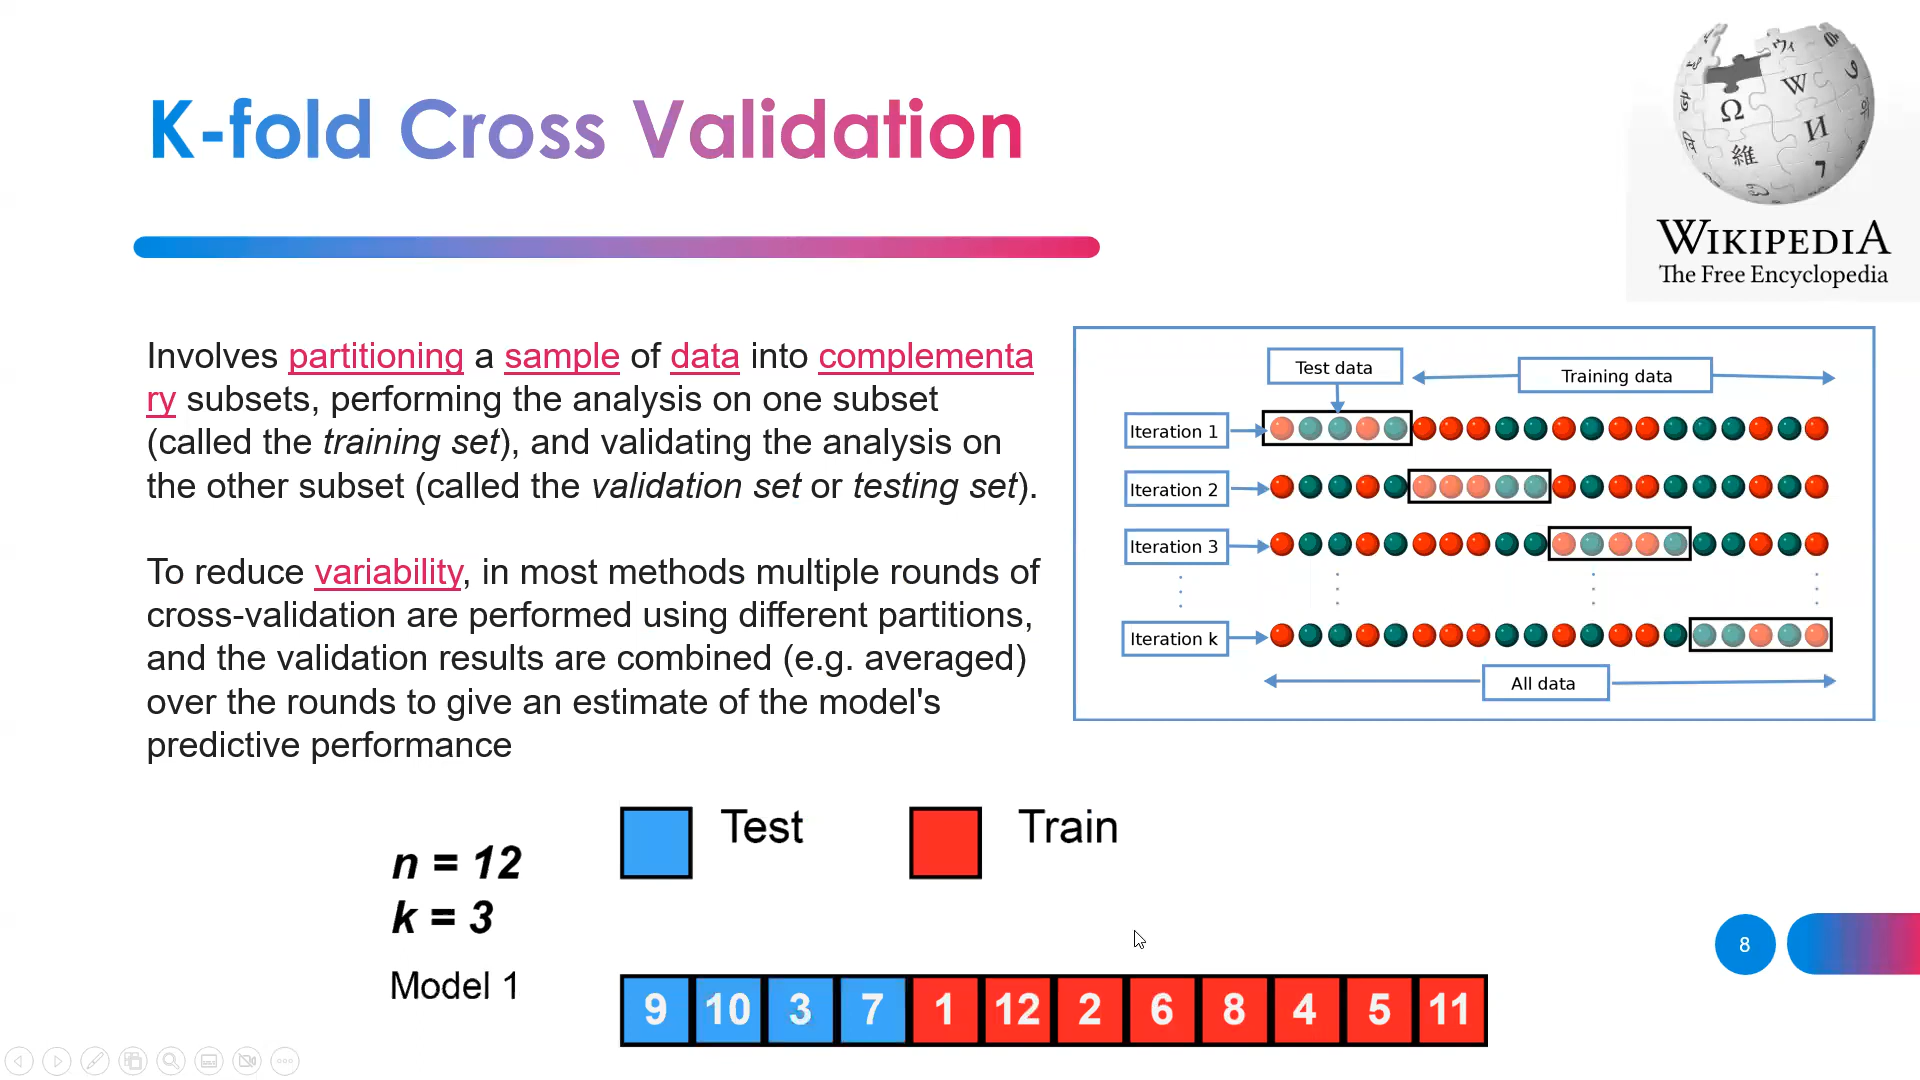 K-fold Cross Validation
WIKIPEDIA
The Free Encyclopedia
Involves partitioning a sample of data into complementa
ry subsets, performing the analysis on one subset
(called the training set), and validating the analysis on
the other subset (called the validation set or testing set).
To reduce variability, in most methods multiple rounds of
cross-validation are performed using different partitions,
and the validation results are combined (e.g. averaged)
over the rounds to give an estimate of the model's
predictive performance
Test data
Training data
Iteration 1
Iteration 2
Iteration 3
Iteration k
All data
Test
Train
n = 12
k = 3
Model 1
9 10 3 7 1 12 2 6 8 4 5 11
8